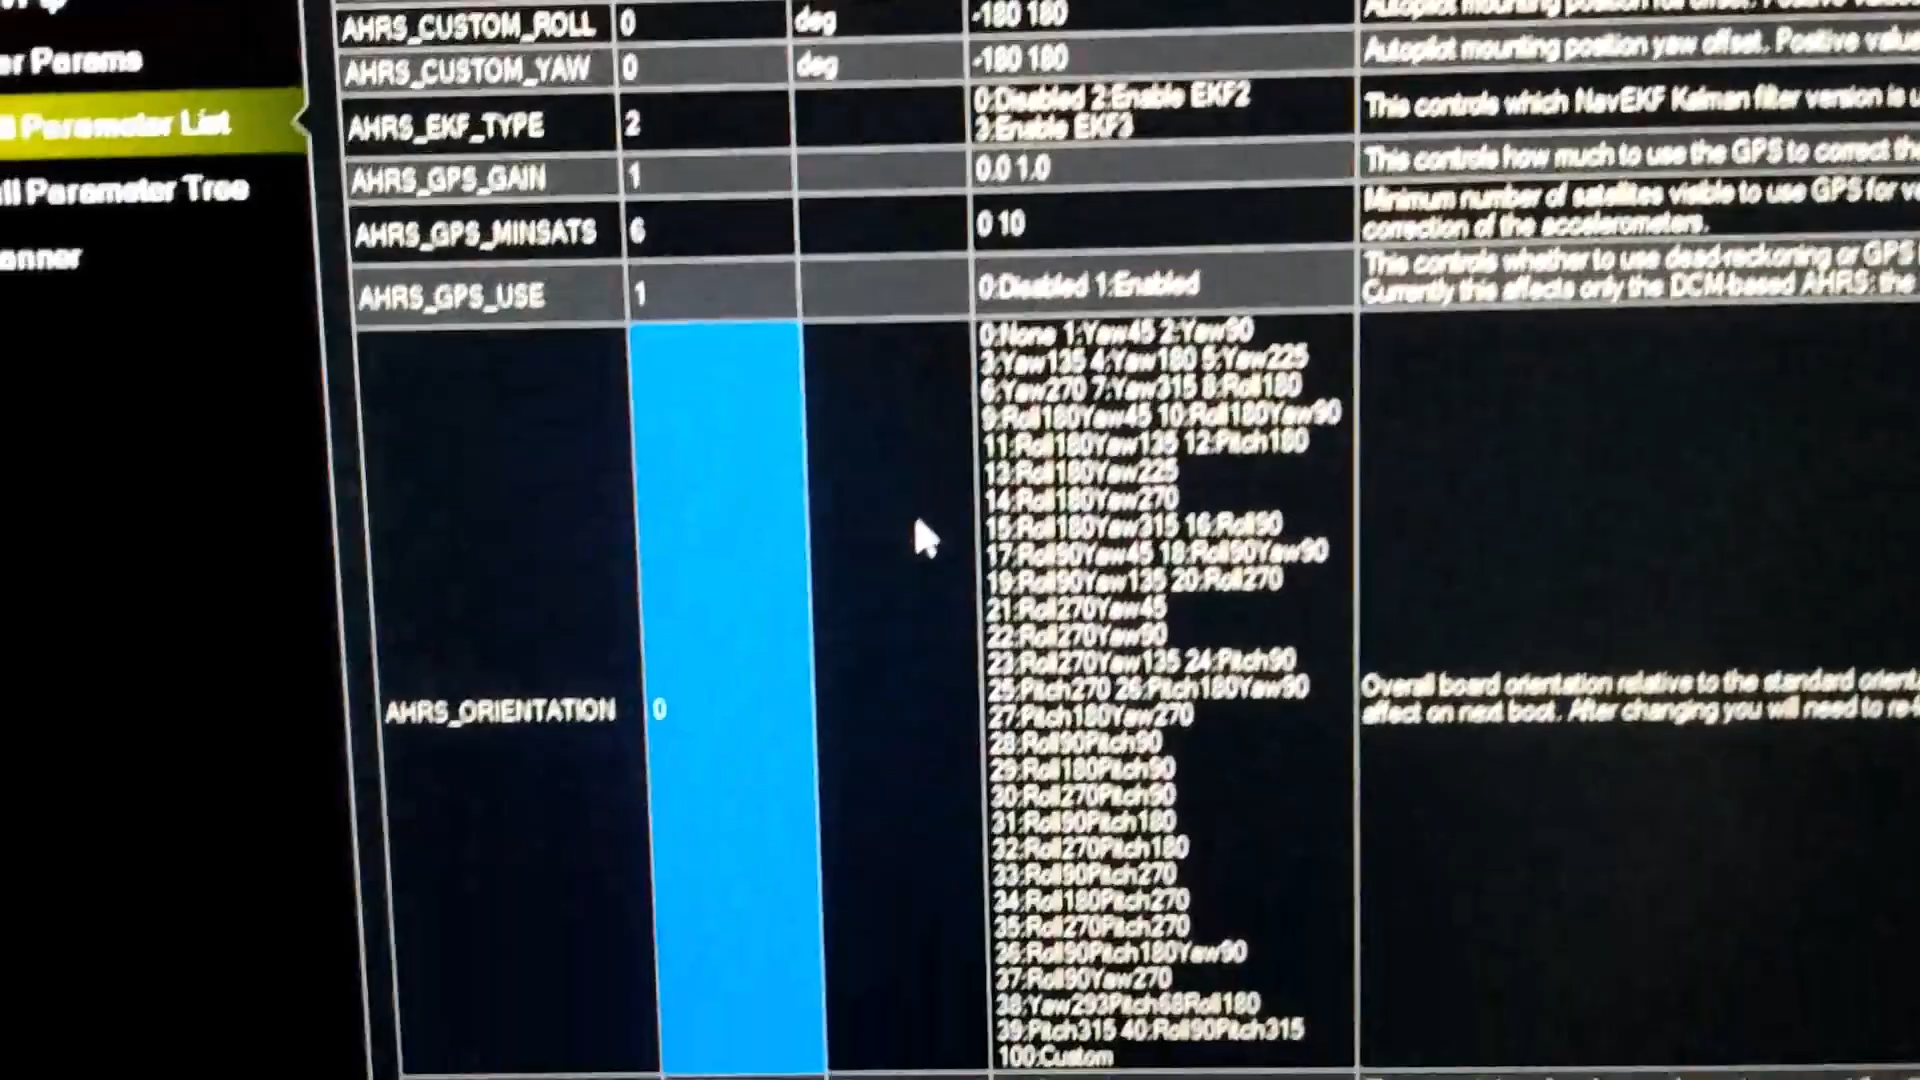 er Params
Parameter List
ll Parameter Tree
anner
AHRS_CUSTOM_ROLL 0 deg -180 180
AHRS_CUSTOM_YAW 0 deg -180 180 Autopilot mounting position yaw offset. Positive value
AHRS_EKF_TYPE 2 0:Disabled 2:Enable EKF2
3:Enable EKF3
This controls which NavEKF Kalman filter version is u
AHRS_GPS_GAIN 1 0.0 1.0 This controls how much to use the GPS to correct the
AHRS_GPS_MINSATS 6 0 10 Minimum number of satellites visible to use GPS for ve
correction of the accelerometers.
AHRS_GPS_USE 1 0:Disabled 1:Enabled This controls whether to use dead-reckoning or GPS
Currently this affects only the DCM-based AHRS: the
AHRS_ORIENTATION 0
0:None 1:Yaw45 2:Yaw90
3:Yaw135 4:Yaw180 5:Yaw225
6:Yaw270 7:Yaw315 8:Roll180
9:Roll180Yaw45 10:Roll180Yaw90
11:Roll180Yaw135 12:Pitch180
13:Roll180Yaw225
14:Roll180Yaw270
15:Roll180Yaw315 16:Roll90
17:Roll90Yaw45 18:Roll90Yaw90
19:Roll90Yaw135 20:Roll270
21:Roll270Yaw45
22:Roll270Yaw90
23:Roll270Yaw135 24:Pitch90
25:Pitch270 26:Pitch180Yaw90
27:Pitch180Yaw270
28:Roll90Pitch90
29:Roll180Pitch90
30:Roll270Pitch90
31:Roll90Pitch180
32:Roll270Pitch180
33:Roll90Pitch270
34:Roll180Pitch270
35:Roll270Pitch270
36:Roll90Pitch180Yaw90
37:Roll90Yaw270
38:Yaw293Pitch68Roll180
39:Pitch315 40:Roll90Pitch315
100:Custom
Overall board orientation relative to the standard orient
affect on next boot. After changing you will need to re-l